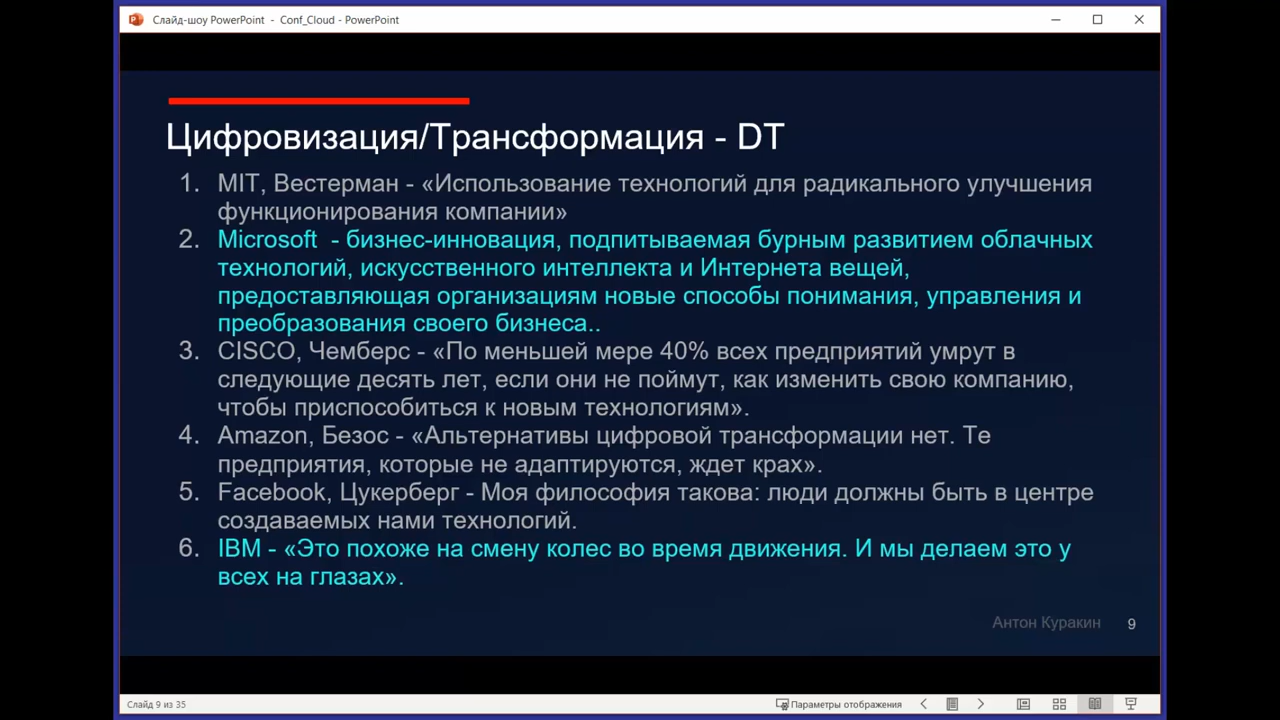 Слайд-шоу PowerPoint - Conf_Cloud - PowerPoint
Цифровизация/Трансформация - DT
1. MIT, Вестерман - «Использование технологий для радикального улучшения
функционирования компании»
2. Microsoft - бизнес-инновация, подпитываемая бурным развитием облачных
технологий, искусственного интеллекта и Интернета вещей,
предоставляющая организациям новые способы понимания, управления и
преобразования своего бизнеса..
3. CISCO, Чемберс - «По меньшей мере 40% всех предприятий умрут в
следующие десять лет, если они не поймут, как изменить свою компанию,
чтобы приспособиться к новым технологиям».
4. Amazon, Безос - «Альтернативы цифровой трансформации нет. Те
предприятия, которые не адаптируются, ждет крах».
5. Facebook, Цукерберг - Моя философия такова: люди должны быть в центре
создаваемых нами технологий.
6. IBM - «Это похоже на смену колес во время движения. И мы делаем это у
всех на глазах».
Антон Куракин 9
Слайд 9 из 35 Параметры отображения